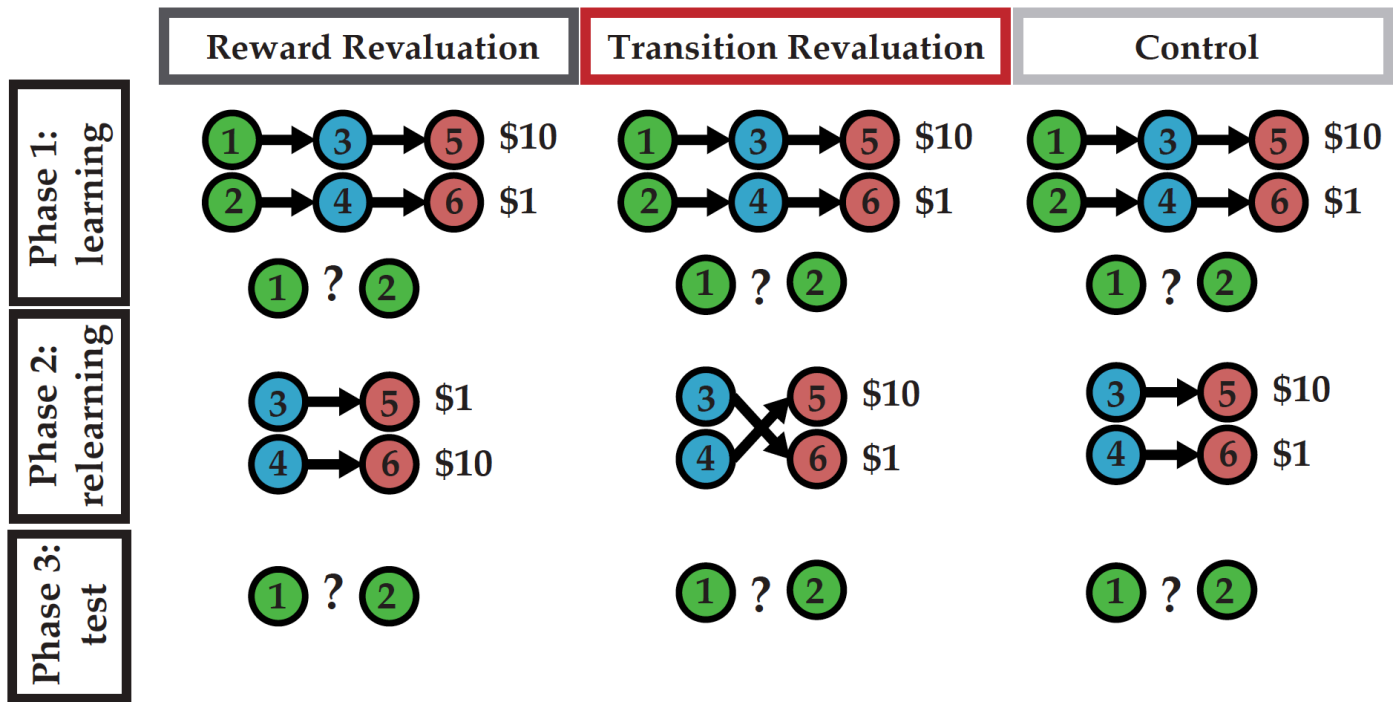 Reward Revaluation
Transition Revaluation
Control
Phase 1:
learning
1 3 5 $10
2 4 6 $1
1 ? 2
1 3 5 $10
2 4 6 $1
1 ? 2
1 3 5 $10
2 4 6 $1
1 ? 2
Phase 2:
relearning
3 5 $1
4 6 $10
3 5 $10
4 6 $1
3 5 $10
4 6 $1
Phase 3:
test
1 ? 2
1 ? 2
1 ? 2